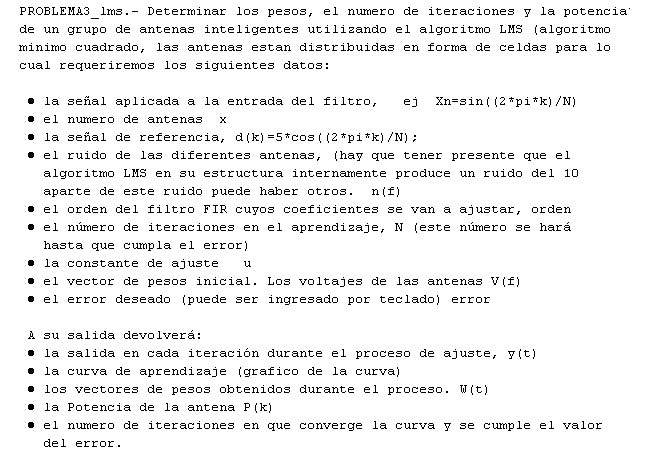 PROBLEMA3_lms.- Determinar los pesos, el numero de iteraciones y la potencia
de un grupo de antenas inteligentes utilizando el algoritmo LMS (algoritmo
minimo cuadrado, las antenas estan distribuidas en forma de celdas para lo
cual requeriremos los siguientes datos:
● la señal aplicada a la entrada del filtro, ej Xn=sin((2*pi*k)/N)
● el numero de antenas x
● la señal de referencia, d(k)=5*cos((2*pi*k)/N);
● el ruido de las diferentes antenas, (hay que tener presente que el
algoritmo LMS en su estructura internamente produce un ruido del 10
aparte de este ruido puede haber otros. n(f)
● el orden del filtro FIR cuyos coeficientes se van a ajustar, orden
● el número de iteraciones en el aprendizaje, N (este número se hará
hasta que cumpla el error)
● la constante de ajuste u
● el vector de pesos inicial. Los voltajes de las antenas V(f)
● el error deseado (puede ser ingresado por teclado) error
A su salida devolverá:
● la salida en cada iteración durante el proceso de ajuste, y(t)
● la curva de aprendizaje (grafico de la curva)
● los vectores de pesos obtenidos durante el proceso. W(t)
● la Potencia de la antena P(k)
● el numero de iteraciones en que converge la curva y se cumple el valor
del error.